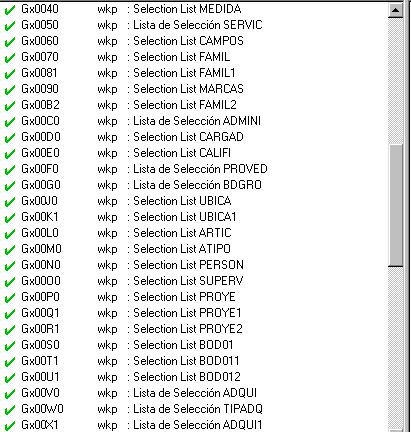 Gx0040 wkp : Selection List MEDIDA
Gx0050 wkp : Lista de Selección SERVIC
Gx0060 wkp : Selection List CAMPOS
Gx0070 wkp : Selection List FAMIL
Gx0081 wkp : Selection List FAMIL1
Gx0090 wkp : Selection List MARCAS
Gx00B2 wkp : Selection List FAMIL2
Gx00C0 wkp : Lista de Selección ADMINI
Gx00D0 wkp : Selection List CARGAD
Gx00E0 wkp : Selection List CALIFI
Gx00F0 wkp : Lista de Selección PROVED
Gx00G0 wkp : Lista de Selección BDGRO
Gx00J0 wkp : Selection List UBICA
Gx00K1 wkp : Selection List UBICA1
Gx00L0 wkp : Selection List ARTIC
Gx00M0 wkp : Selection List ATIPO
Gx00N0 wkp : Selection List PERSON
Gx00O0 wkp : Selection List SUPERV
Gx00P0 wkp : Selection List PROYE
Gx00Q1 wkp : Selection List PROYE1
Gx00R1 wkp : Selection List PROYE2
Gx00S0 wkp : Selection List BOD01
Gx00T1 wkp : Selection List BOD011
Gx00U1 wkp : Selection List BOD012
Gx00V0 wkp : Lista de Selección ADQUI
Gx00W0 wkp : Lista de Selección TIPADQ
Gx00X1 wkp : Lista de Selección ADQUI1